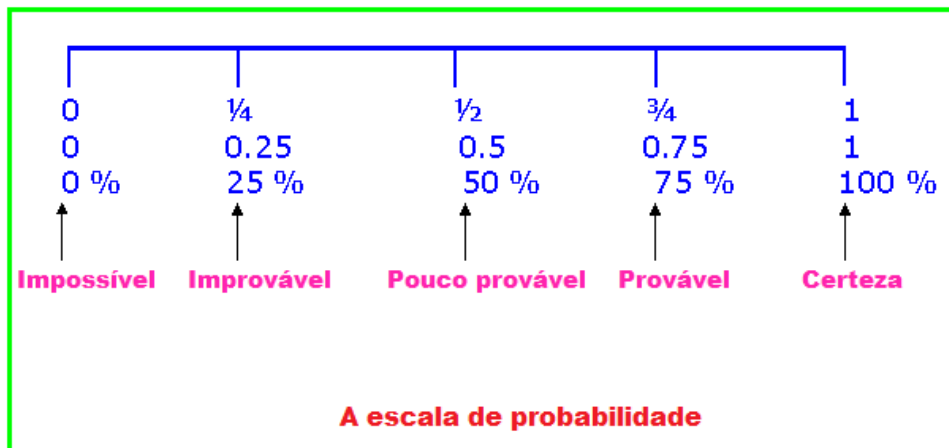 0 ¼ ½ ¾ 1
0 0.25 0.5 0.75 1
0 % 25 % 50 % 75 % 100 %
Impossível Improvável Pouco provável Provável Certeza
A escala de probabilidade